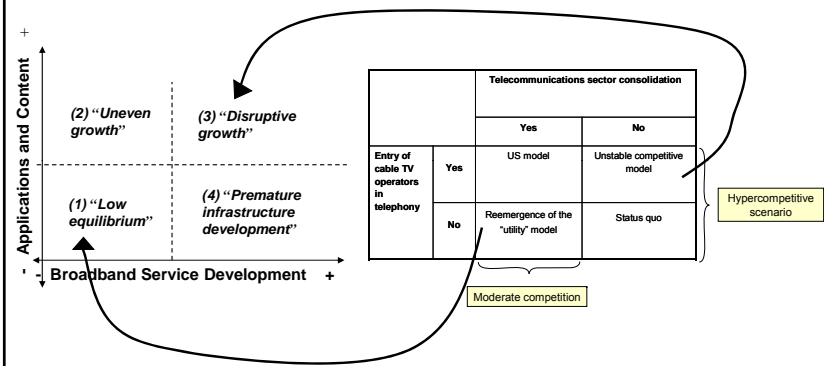 +
Applications and Content
(2) “Uneven
growth”
(3) “Disruptive
growth”
(1) “Low
equilibrium”
(4) “Premature
infrastructure
development”
-
- Broadband Service Development +
Telecommunications sector consolidation
Yes
No
Entry of
cable TV
operators
in
telephony
Yes
US model
Unstable competitive
model
No
Reemergence of the
“utility” model
Status quo
Hypercompetitive
scenario
Moderate competition